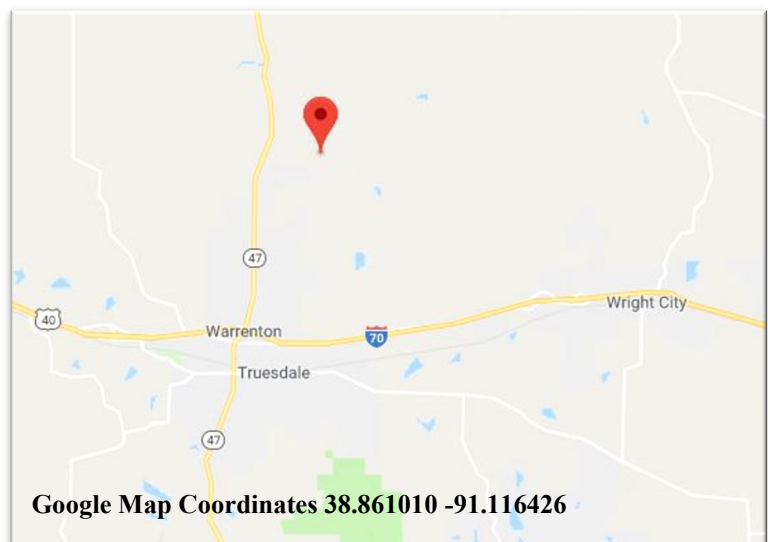 47
40
Warrenton
70
Wright City
Truesdale
47
Google Map Coordinates 38.861010 -91.116426